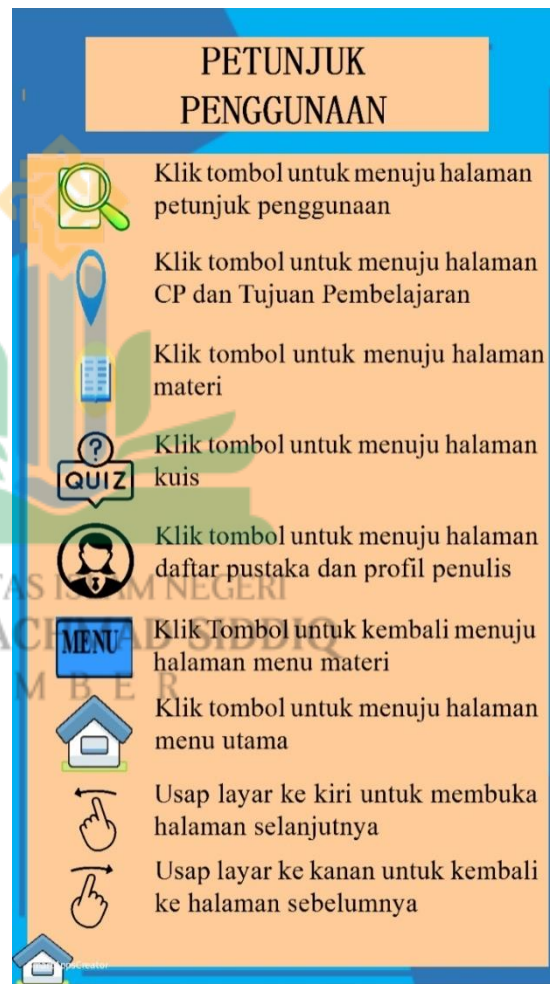 PETUNJUK
PENGGUNAAN
Klik tombol untuk menuju halaman
petunjuk penggunaan
Klik tombol untuk menuju halaman
CP dan Tujuan Pembelajaran
Klik tombol untuk menuju halaman
materi
?
QUIZ
Klik tombol untuk menuju halaman
kuis
Klik tombol untuk menuju halaman
daftar pustaka dan profil penulis
AM NEGERI
MENU
Klik Tombol untuk kembali menuju
halaman menu materi
SIDDIQ
M B E R
Klik tombol untuk menuju halaman
menu utama
Usap layar ke kiri untuk membuka
halaman selanjutnya
Usap layar ke kanan untuk kembali
ke halaman sebelumnya